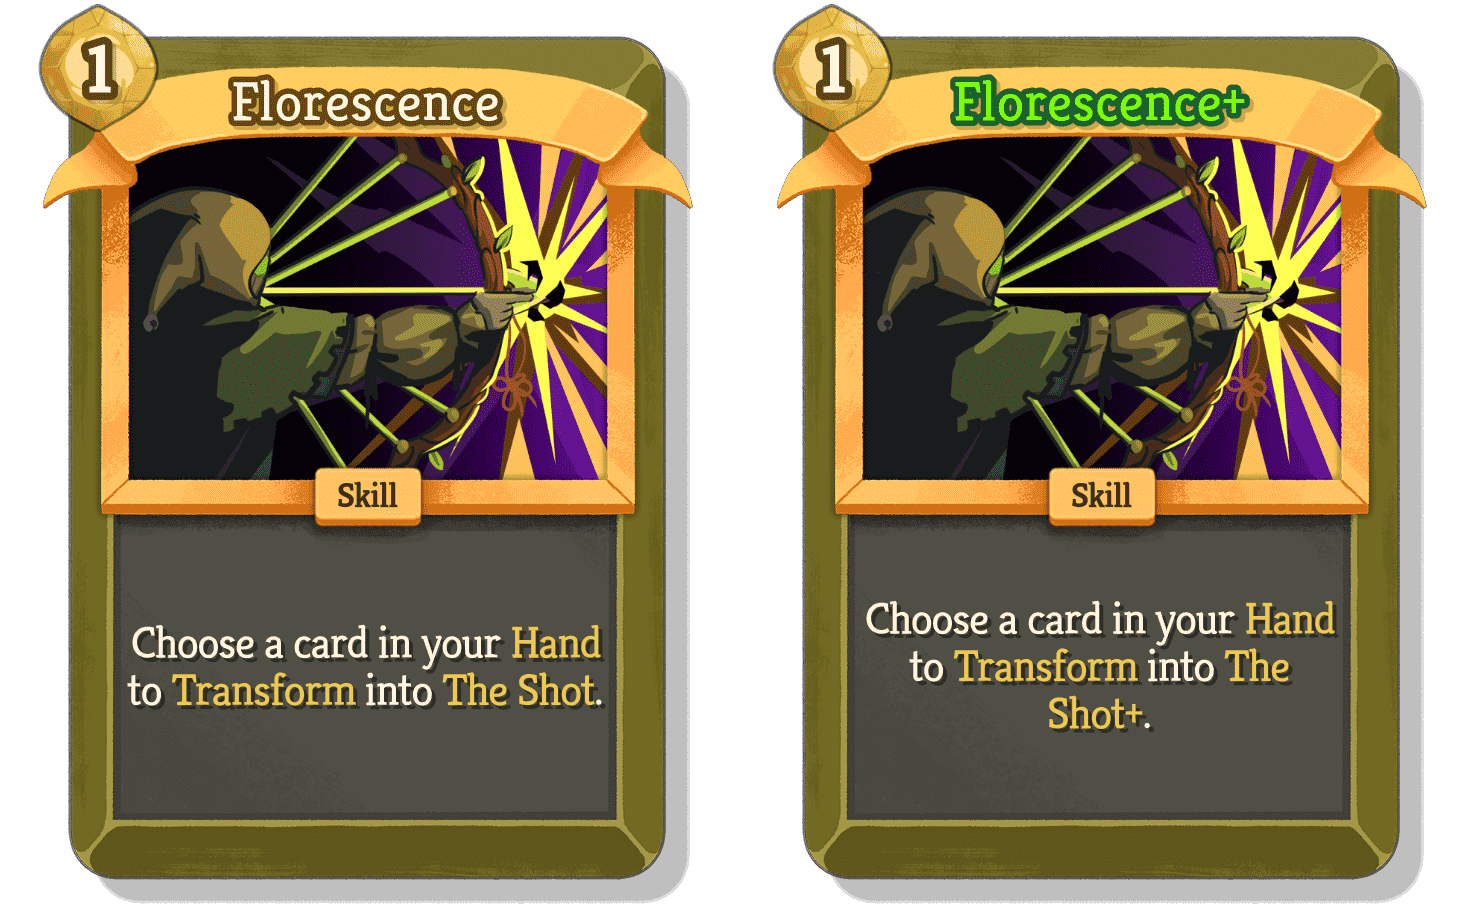 1
Florescence
Skill
Choose a card in your Hand
to Transform into The Shot.
1
Florescence+
Skill
Choose a card in your Hand
to Transform into The
Shot+.